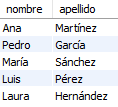 nombre apellido
Ana Martínez
Pedro García
María Sánchez
Luis Pérez
Laura Hernández